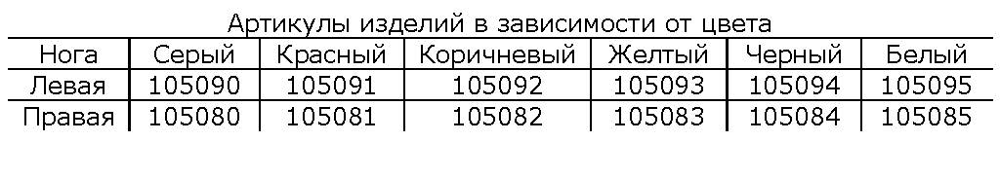 Артикулы изделий в зависимости от цвета
Нога Серый Красный Коричневый Желтый Черный Белый
Левая 105090 105091 105092 105093 105094 105095
Правая 105080 105081 105082 105083 105084 105085